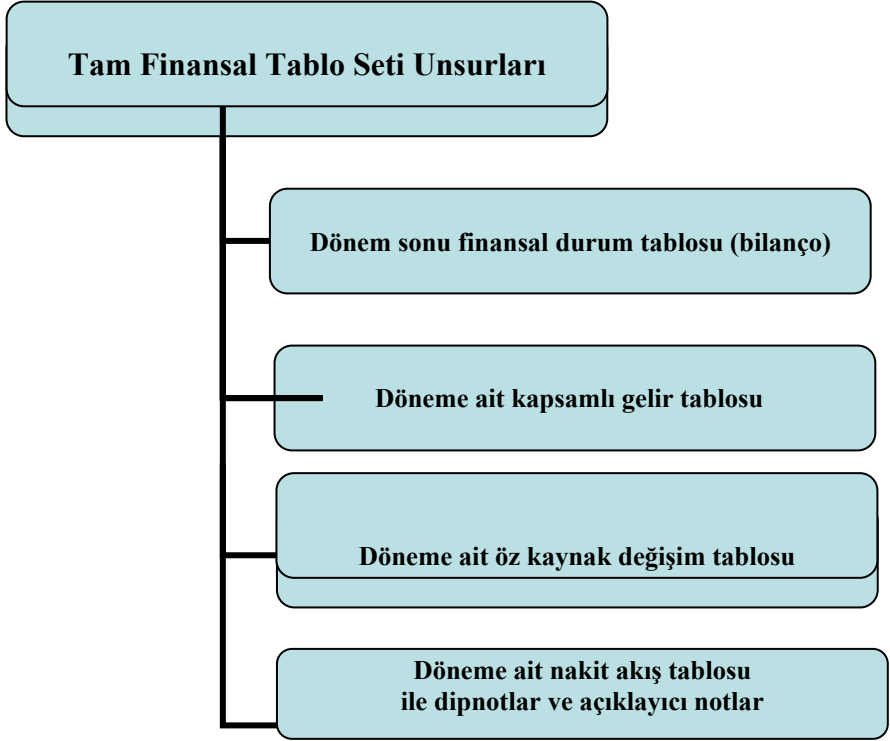 Tam Finansal Tablo Seti Unsurları
Dönem sonu finansal durum tablosu (bilanço)
Döneme ait kapsamlı gelir tablosu
Döneme ait öz kaynak değişim tablosu
Döneme ait nakit akış tablosu
ile dipnotlar ve açıklayıcı notlar